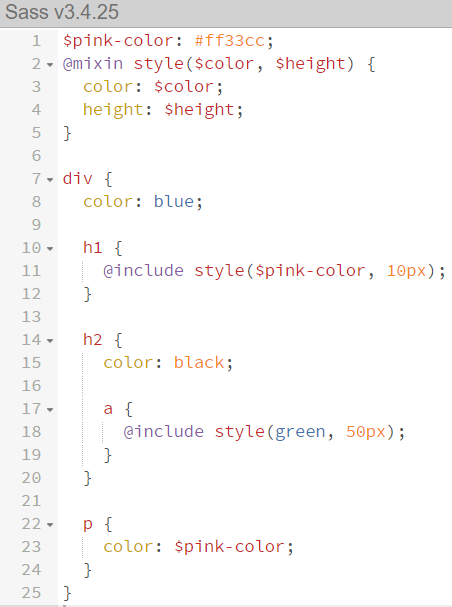 Sass v3.4.25
1 $pink-color: #ff33cc;
2 @mixin style($color, $height) {
3 color: $color;
4 height: $height;
5 }
6
7 div {
8 color: blue;
9
10 h1 {
11 @include style($pink-color, 10px);
12 }
13
14 h2 {
15 color: black;
16
17 a {
18 @include style(green, 50px);
19 }
20 }
21
22 p {
23 color: $pink-color;
24 }
25 }